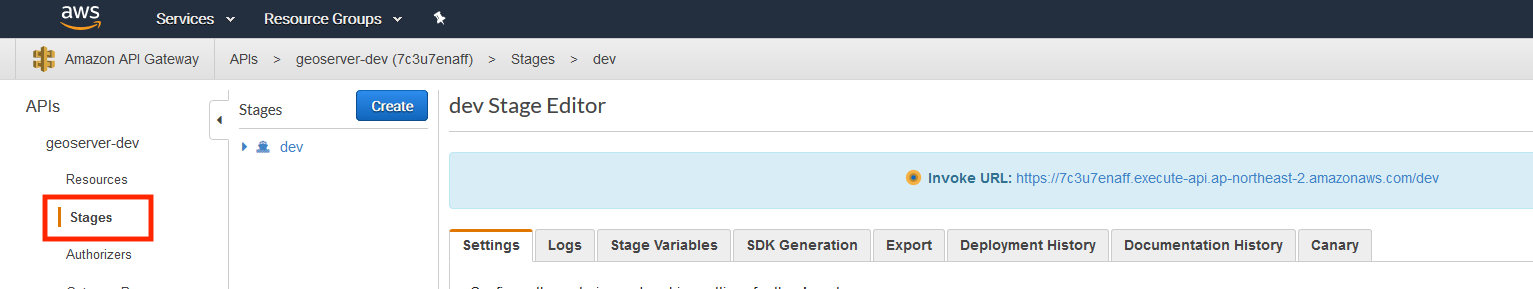 aws Services Resource Groups
Amazon API Gateway APIs > geoserver-dev (7c3u7enaff) > Stages > dev
APIs
geoserver-dev
Resources
Stages
Authorizers
Stages Create
dev
dev Stage Editor
Invoke URL: https://7c3u7enaff.execute-api.ap-northeast-2.amazonaws.com/dev
Settings Logs Stage Variables SDK Generation Export Deployment History Documentation History Canary